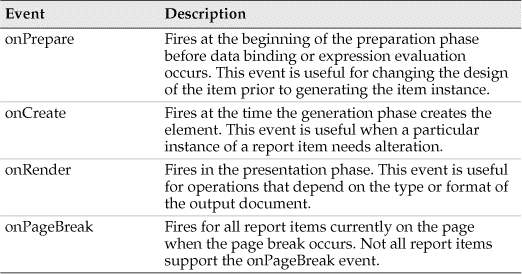 Event Description
onPrepare Fires at the beginning of the preparation phase
before data binding or expression evaluation
occurs. This event is useful for changing the design
of the item prior to generating the item instance.
onCreate Fires at the time the generation phase creates the
element. This event is useful when a particular
instance of a report item needs alteration.
onRender Fires in the presentation phase. This event is useful
for operations that depend on the type or format of
the output document.
onPageBreak Fires for all report items currently on the page
when the page break occurs. Not all report items
support the onPageBreak event.